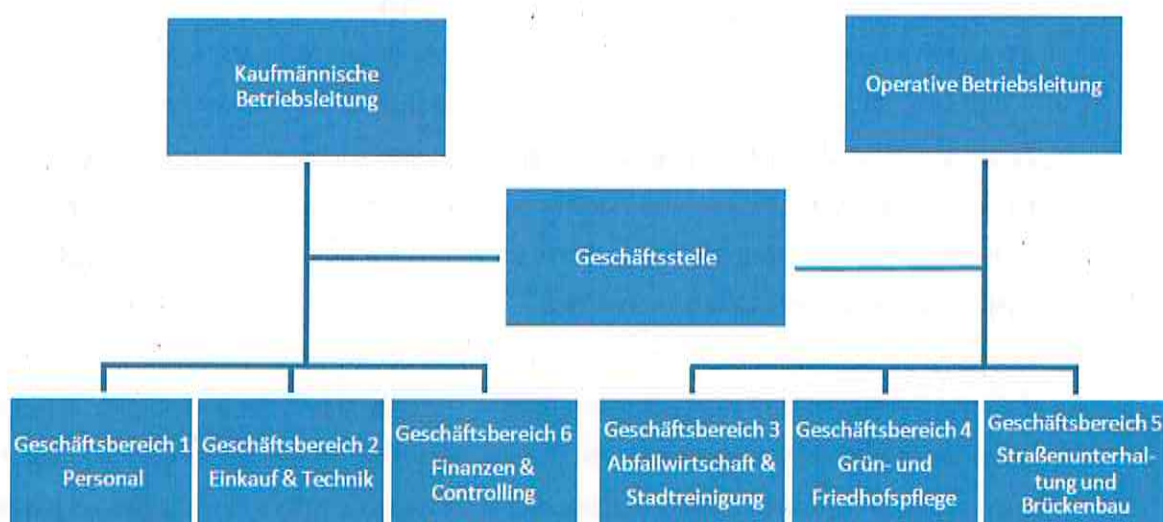 Kaufmännische
Betriebsleitung
Operative Betriebsleitung
Geschäftsstelle
Geschäftsbereich 1
Personal
Geschäftsbereich 2
Einkauf & Technik
Geschäftsbereich 6
Finanzen &
Controlling
Geschäftsbereich 3
Abfallwirtschaft &
Stadtreinigung
Geschäftsbereich 4
Grün- und
Friedhofspflege
Geschäftsbereich 5
Straßenunterhal-
tung und
Brückenbau